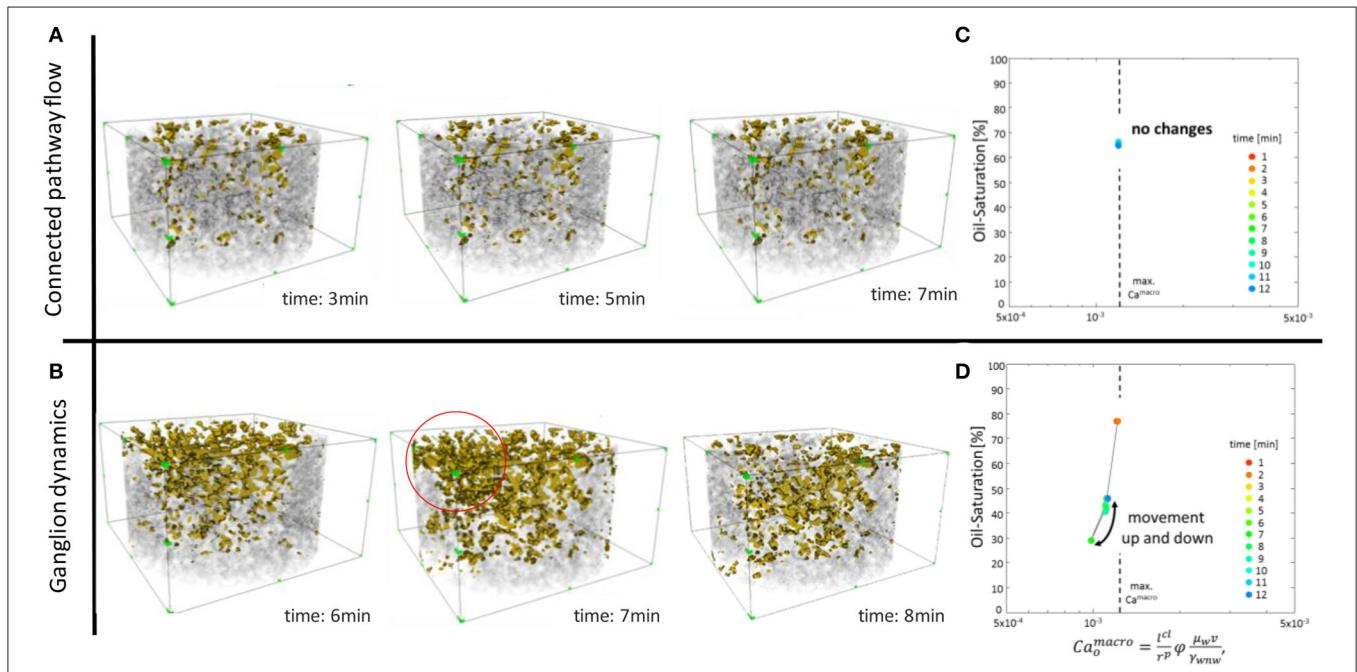 A
Connected pathway flow
time: 3min
time: 5min
time: 7min
C
Oil-Saturation [%]
100
90
80
70
60
50
40
30
20
10
0
no changes
time [min]
1
2
3
4
5
6
7
8
9
10
11
12
max.
Ca^macro
5x10^-4
10^-3
5x10^-3
B
Ganglion dynamics
time: 6min
time: 7min
time: 8min
D
Oil-Saturation [%]
100
90
80
70
60
50
40
30
20
10
0
movement
up and down
time [min]
1
2
3
4
5
6
7
8
9
10
11
12
max.
Ca^macro
5x10^-4
10^-3
5x10^-3
Ca_o^macro = l^cl/r^p φ μ_w v/γ_wnw,